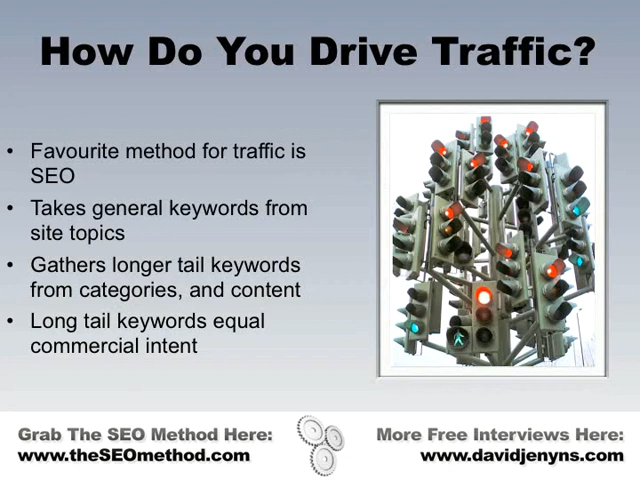 How Do You Drive Traffic?
• Favourite method for traffic is
SEO
• Takes general keywords from
site topics
• Gathers longer tail keywords
from categories, and content
• Long tail keywords equal
commercial intent
Grab The SEO Method Here:
www.theSEOmethod.com
More Free Interviews Here:
www.davidjenyns.com